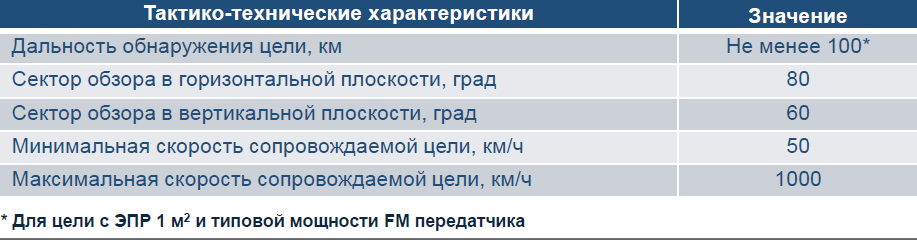 Тактико-технические характеристики Значение
Дальность обнаружения цели, км Не менее 100*
Сектор обзора в горизонтальной плоскости, град 80
Сектор обзора в вертикальной плоскости, град 60
Минимальная скорость сопровождаемой цели, км/ч 50
Максимальная скорость сопровождаемой цели, км/ч 1000
* Для цели с ЭПР 1 м² и типовой мощности FM передатчика